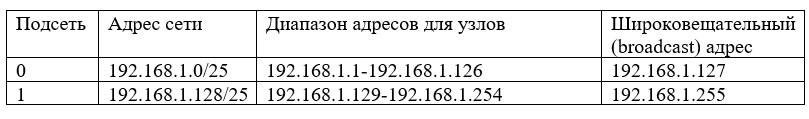 Подсеть Адрес сети Диапазон адресов для узлов Широковещательный
(broadcast) адрес
0 192.168.1.0/25 192.168.1.1-192.168.1.126 192.168.1.127
1 192.168.1.128/25 192.168.1.129-192.168.1.254 192.168.1.255